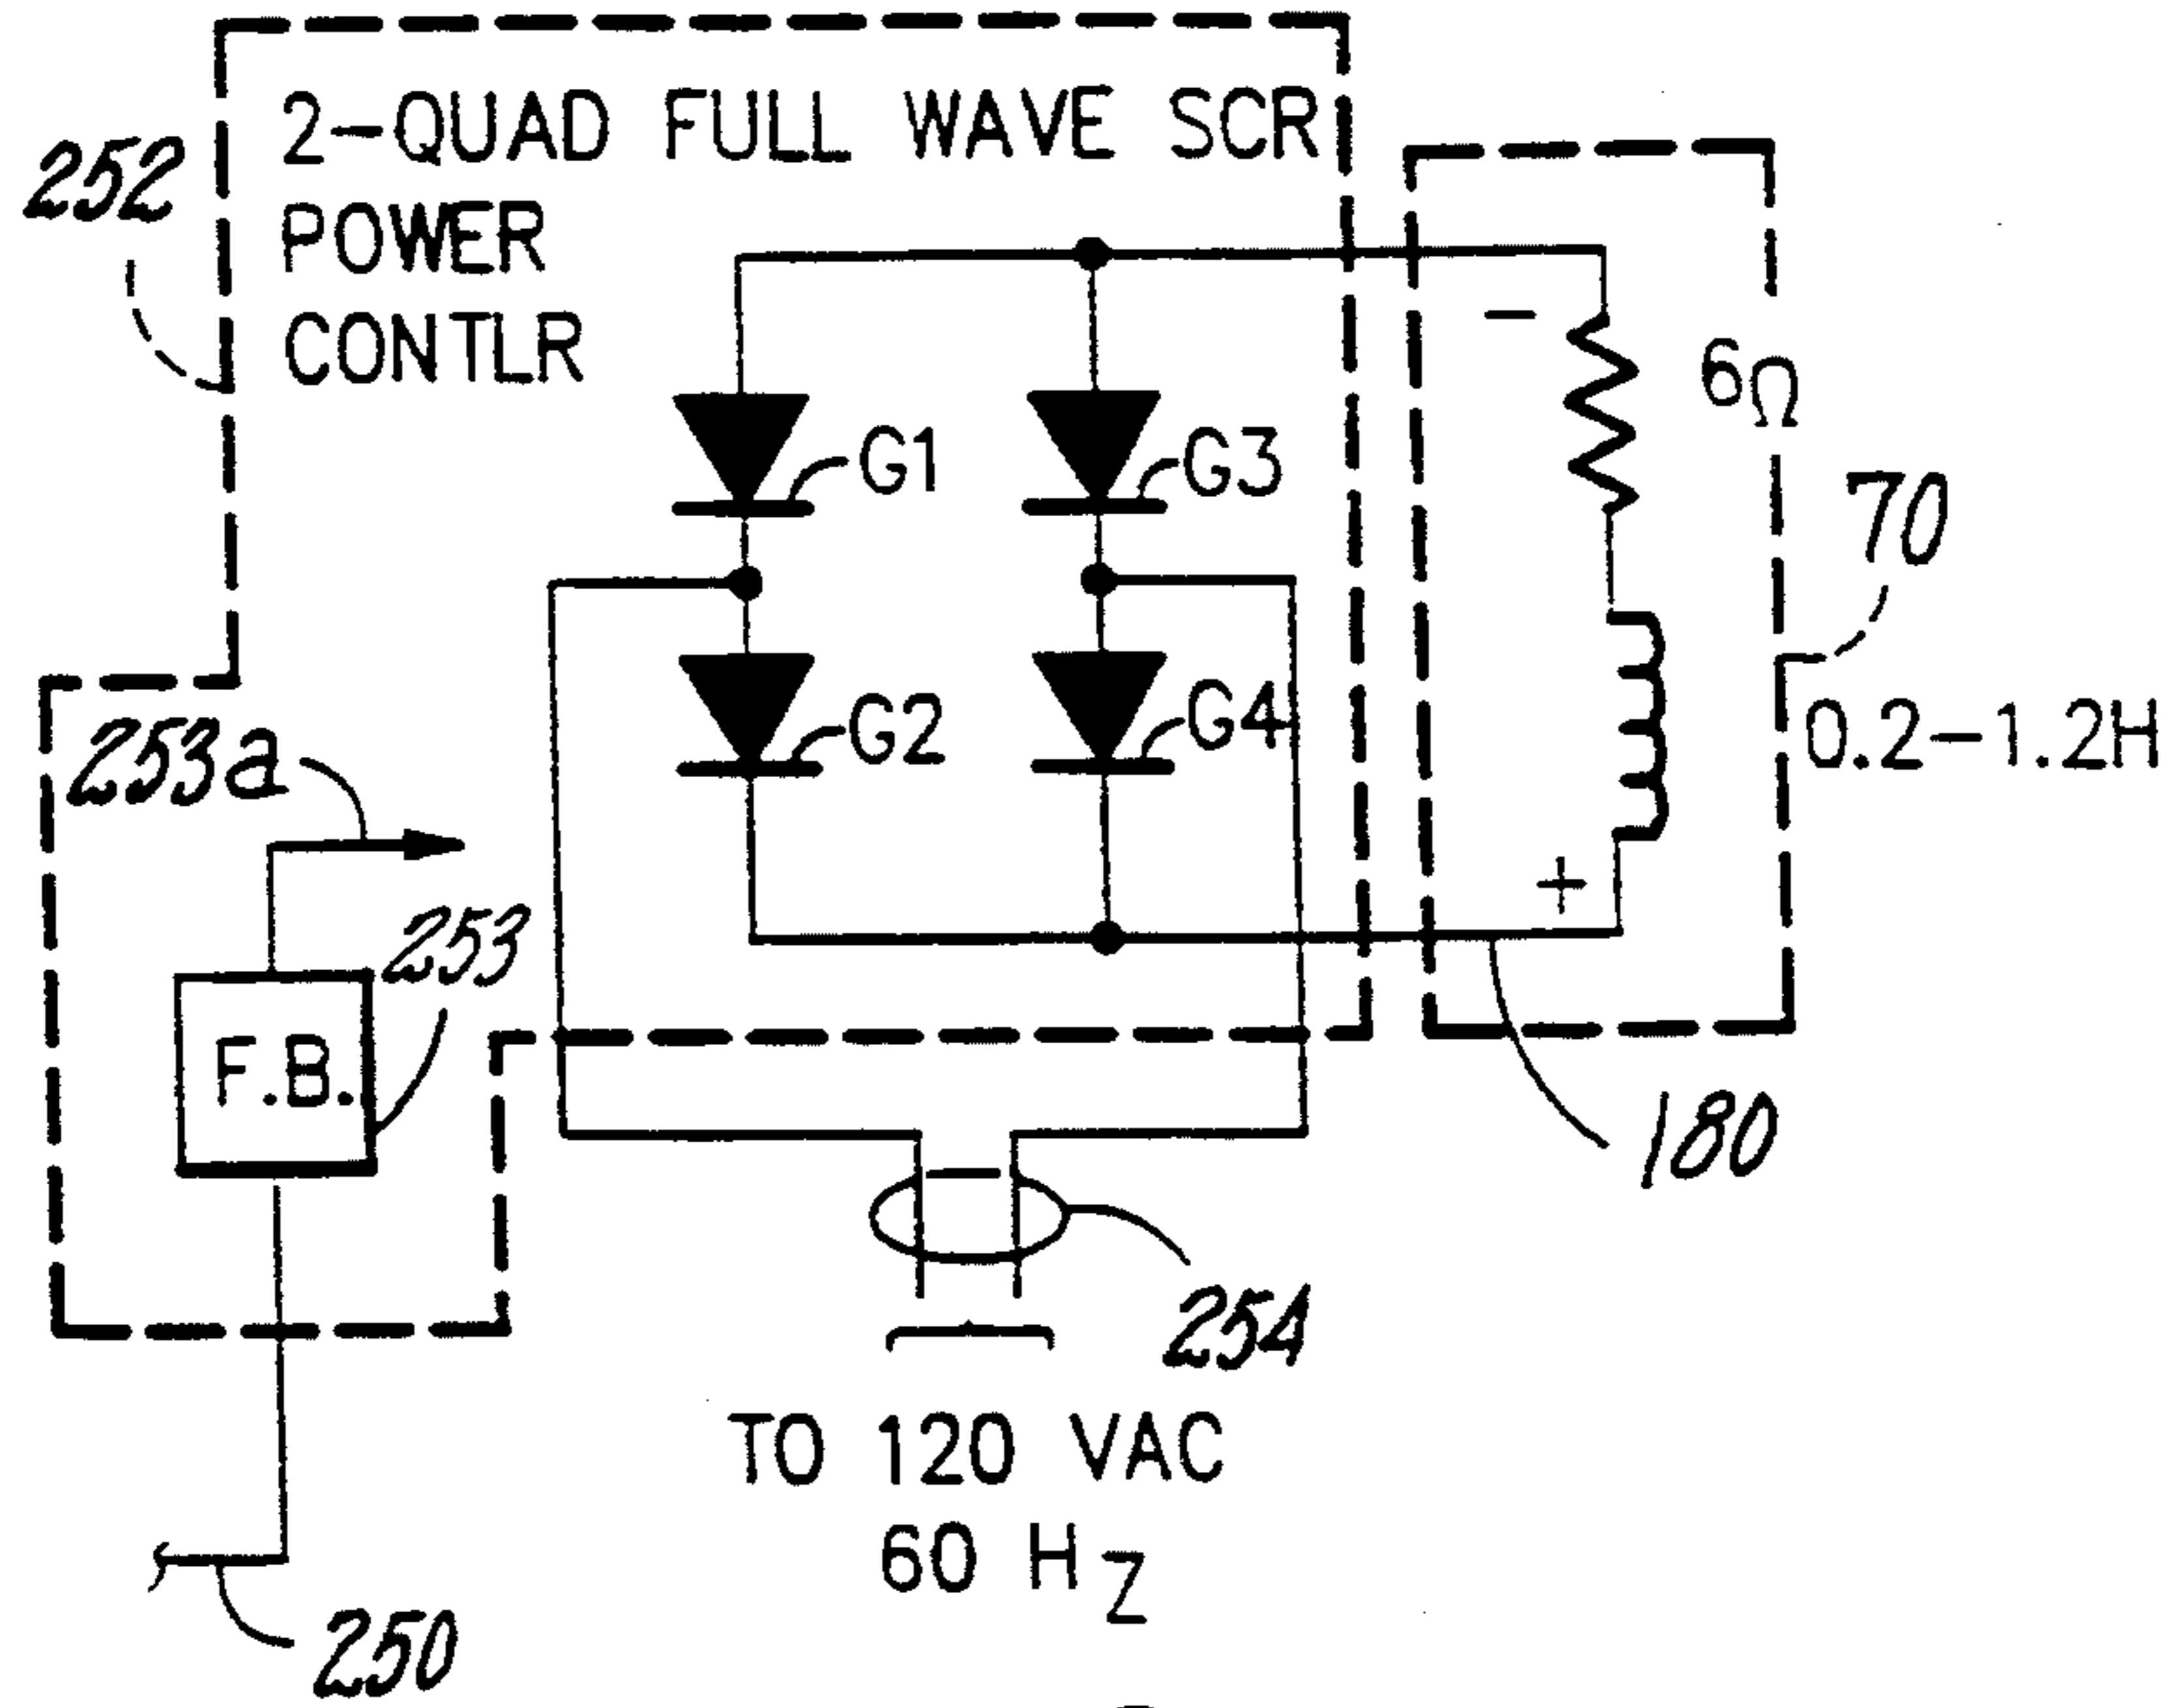 2-QUAD FULL WAVE SCR
POWER
CONTLR
252
G1
G3
6Ω
70
G2
G4
0.2-1.2H
253a
253
F.B.
180
254
TO 120 VAC
60 HZ
250
-
+